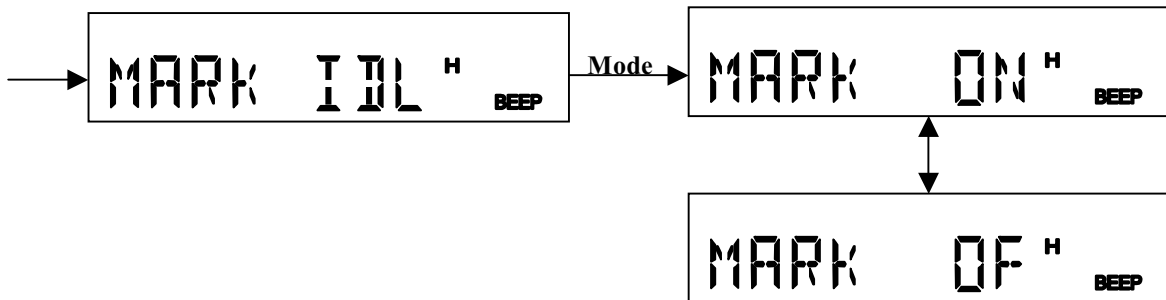 MARK IDL H BEEP
Mode
MARK ON H BEEP
MARK OF H BEEP